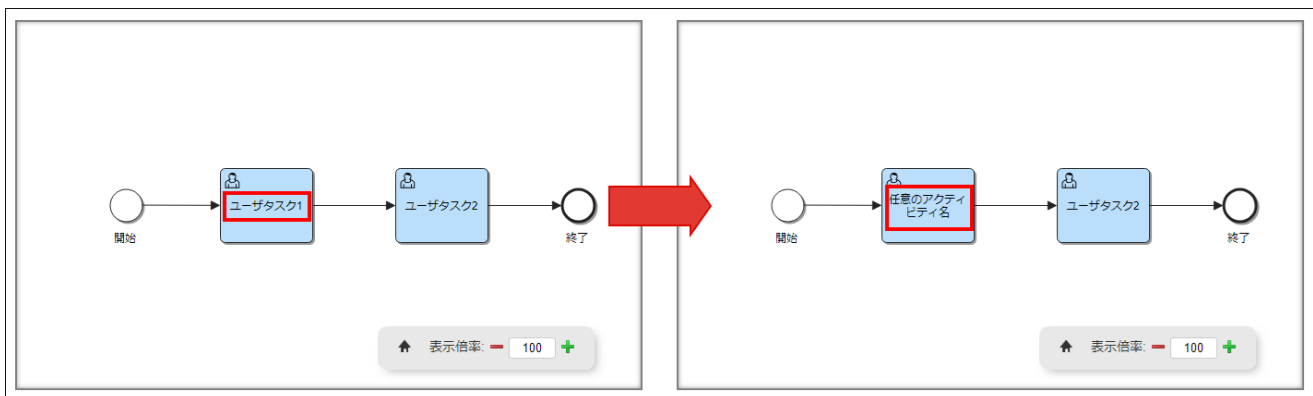 ユーザタスク1
ユーザタスク2
開始
終了
表示倍率:
100
任意のアクティ
ビティ名
ユーザタスク2
開始
終了
表示倍率:
100